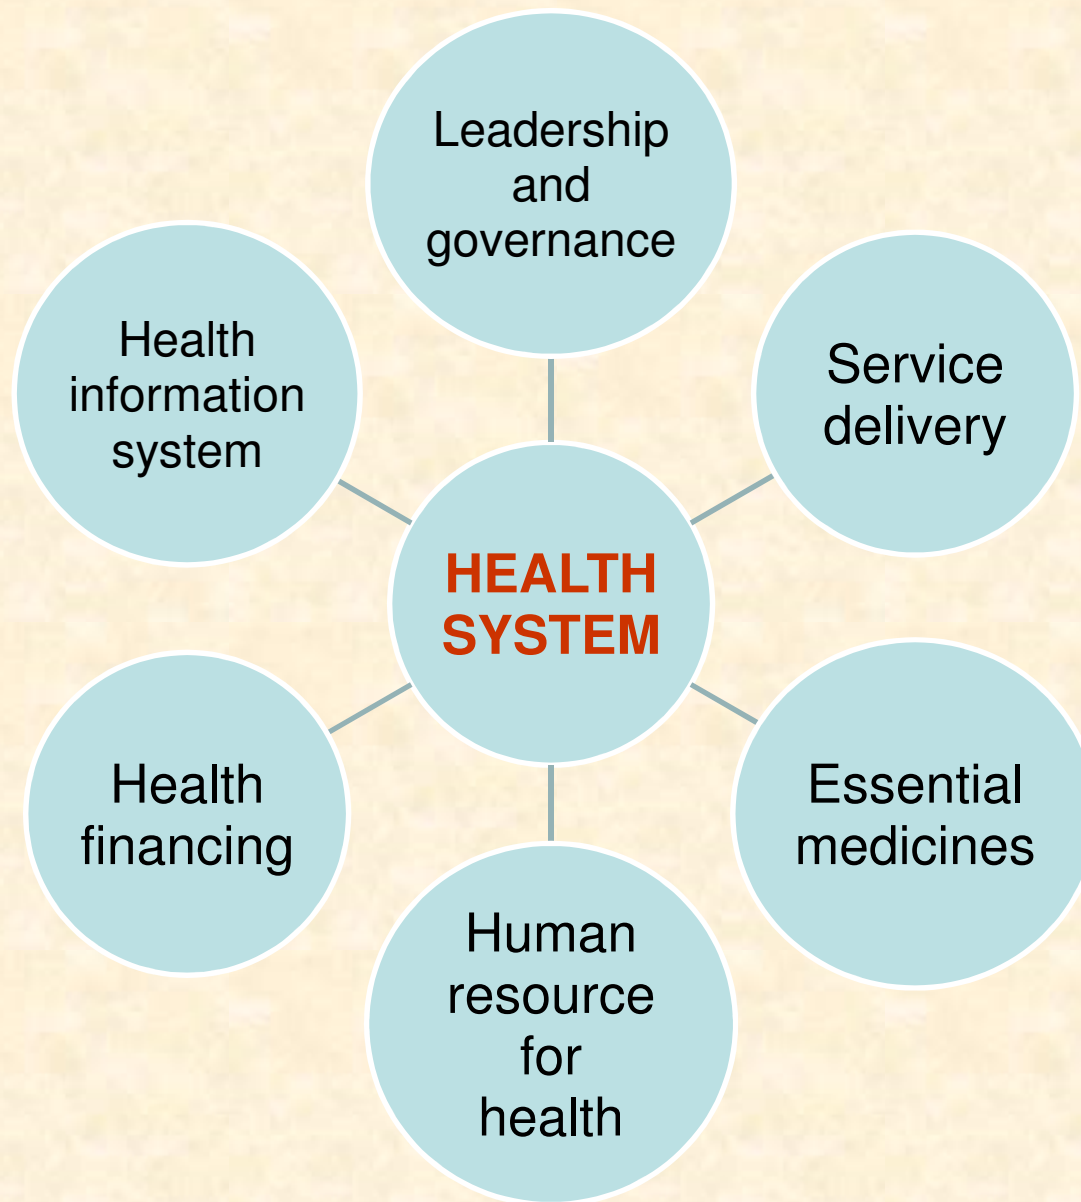 Leadership
and
governance
Service
delivery
Essential
medicines
Human
resource
for
health
Health
financing
Health
information
system
HEALTH
SYSTEM